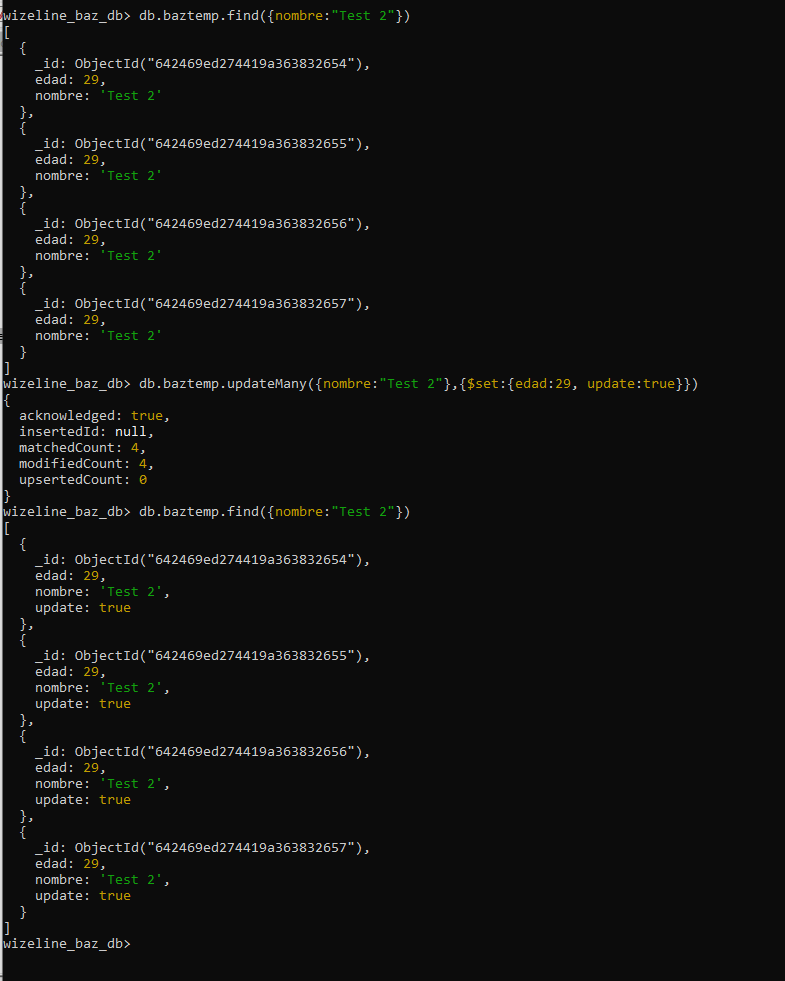 wizeline_baz_db> db.baztemp.find({nombre:"Test 2"})
[
  {
    _id: ObjectId("642469ed274419a363832654"),
    edad: 29,
    nombre: 'Test 2'
  },
  {
    _id: ObjectId("642469ed274419a363832655"),
    edad: 29,
    nombre: 'Test 2'
  },
  {
    _id: ObjectId("642469ed274419a363832656"),
    edad: 29,
    nombre: 'Test 2'
  },
  {
    _id: ObjectId("642469ed274419a363832657"),
    edad: 29,
    nombre: 'Test 2'
  }
]
wizeline_baz_db> db.baztemp.updateMany({nombre:"Test 2"},{$set:{edad:29, update:true}})
{
  acknowledged: true,
  insertedId: null,
  matchedCount: 4,
  modifiedCount: 4,
  upsertedCount: 0
}
wizeline_baz_db> db.baztemp.find({nombre:"Test 2"})
[
  {
    _id: ObjectId("642469ed274419a363832654"),
    edad: 29,
    nombre: 'Test 2',
    update: true
  },
  {
    _id: ObjectId("642469ed274419a363832655"),
    edad: 29,
    nombre: 'Test 2',
    update: true
  },
  {
    _id: ObjectId("642469ed274419a363832656"),
    edad: 29,
    nombre: 'Test 2',
    update: true
  },
  {
    _id: ObjectId("642469ed274419a363832657"),
    edad: 29,
    nombre: 'Test 2',
    update: true
  }
]
wizeline_baz_db>